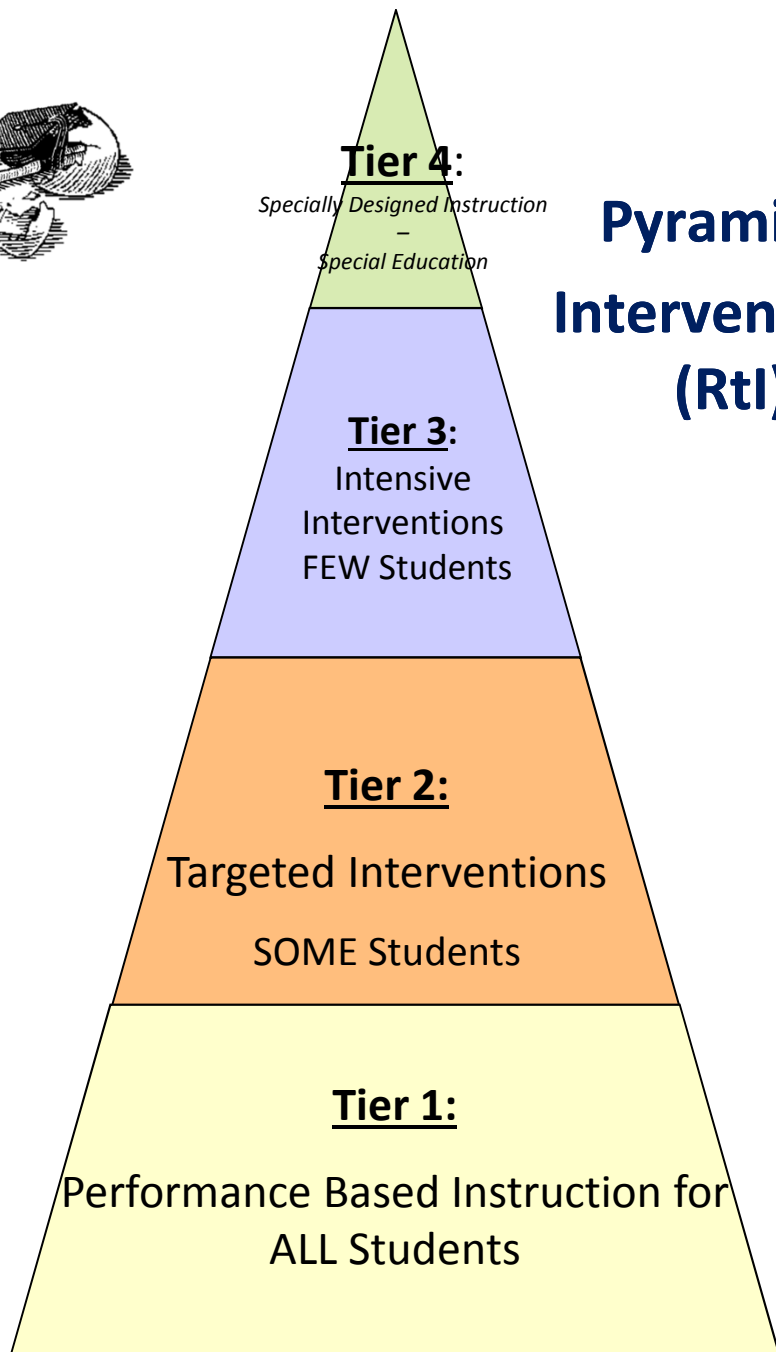 Tier 4:
Specially Designed Instruction
–
Special Education
Pyrami
Interven
(RtI)
Tier 3:
Intensive
Interventions
FEW Students
Tier 2:
Targeted Interventions
SOME Students
Tier 1:
Performance Based Instruction for
ALL Students